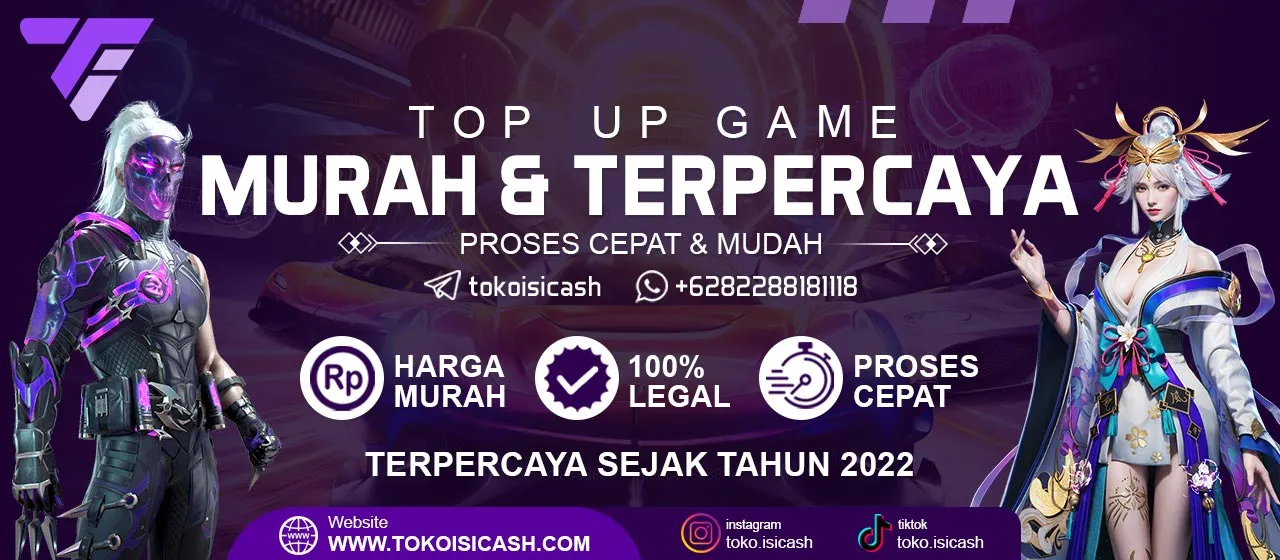 TOP UP GAME
MURAH & TERPERCAYA
PROSES CEPAT & MUDAH
tokoisicash
+6282288181118
Rp
HARGA
MURAH
100%
LEGAL
PROSES
CEPAT
TERPERCAYA SEJAK TAHUN 2022
www
Website
WWW.TOKOISICASH.COM
instagram
toko.isicash
tiktok
toko.isicash